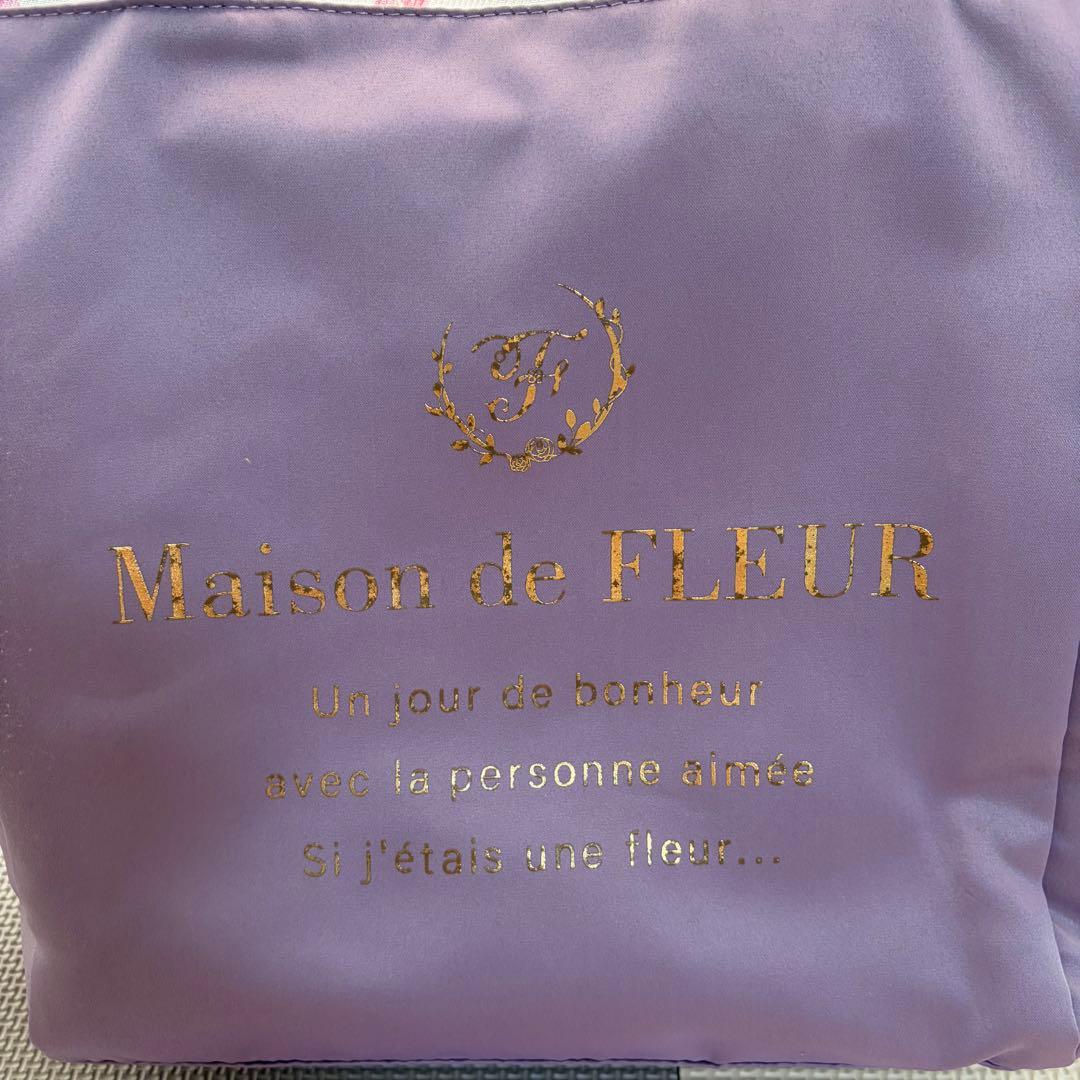 F
Maison de FLEUR
Un jour de bonheur
avec la personne aimée
Si j'étais une fleur...